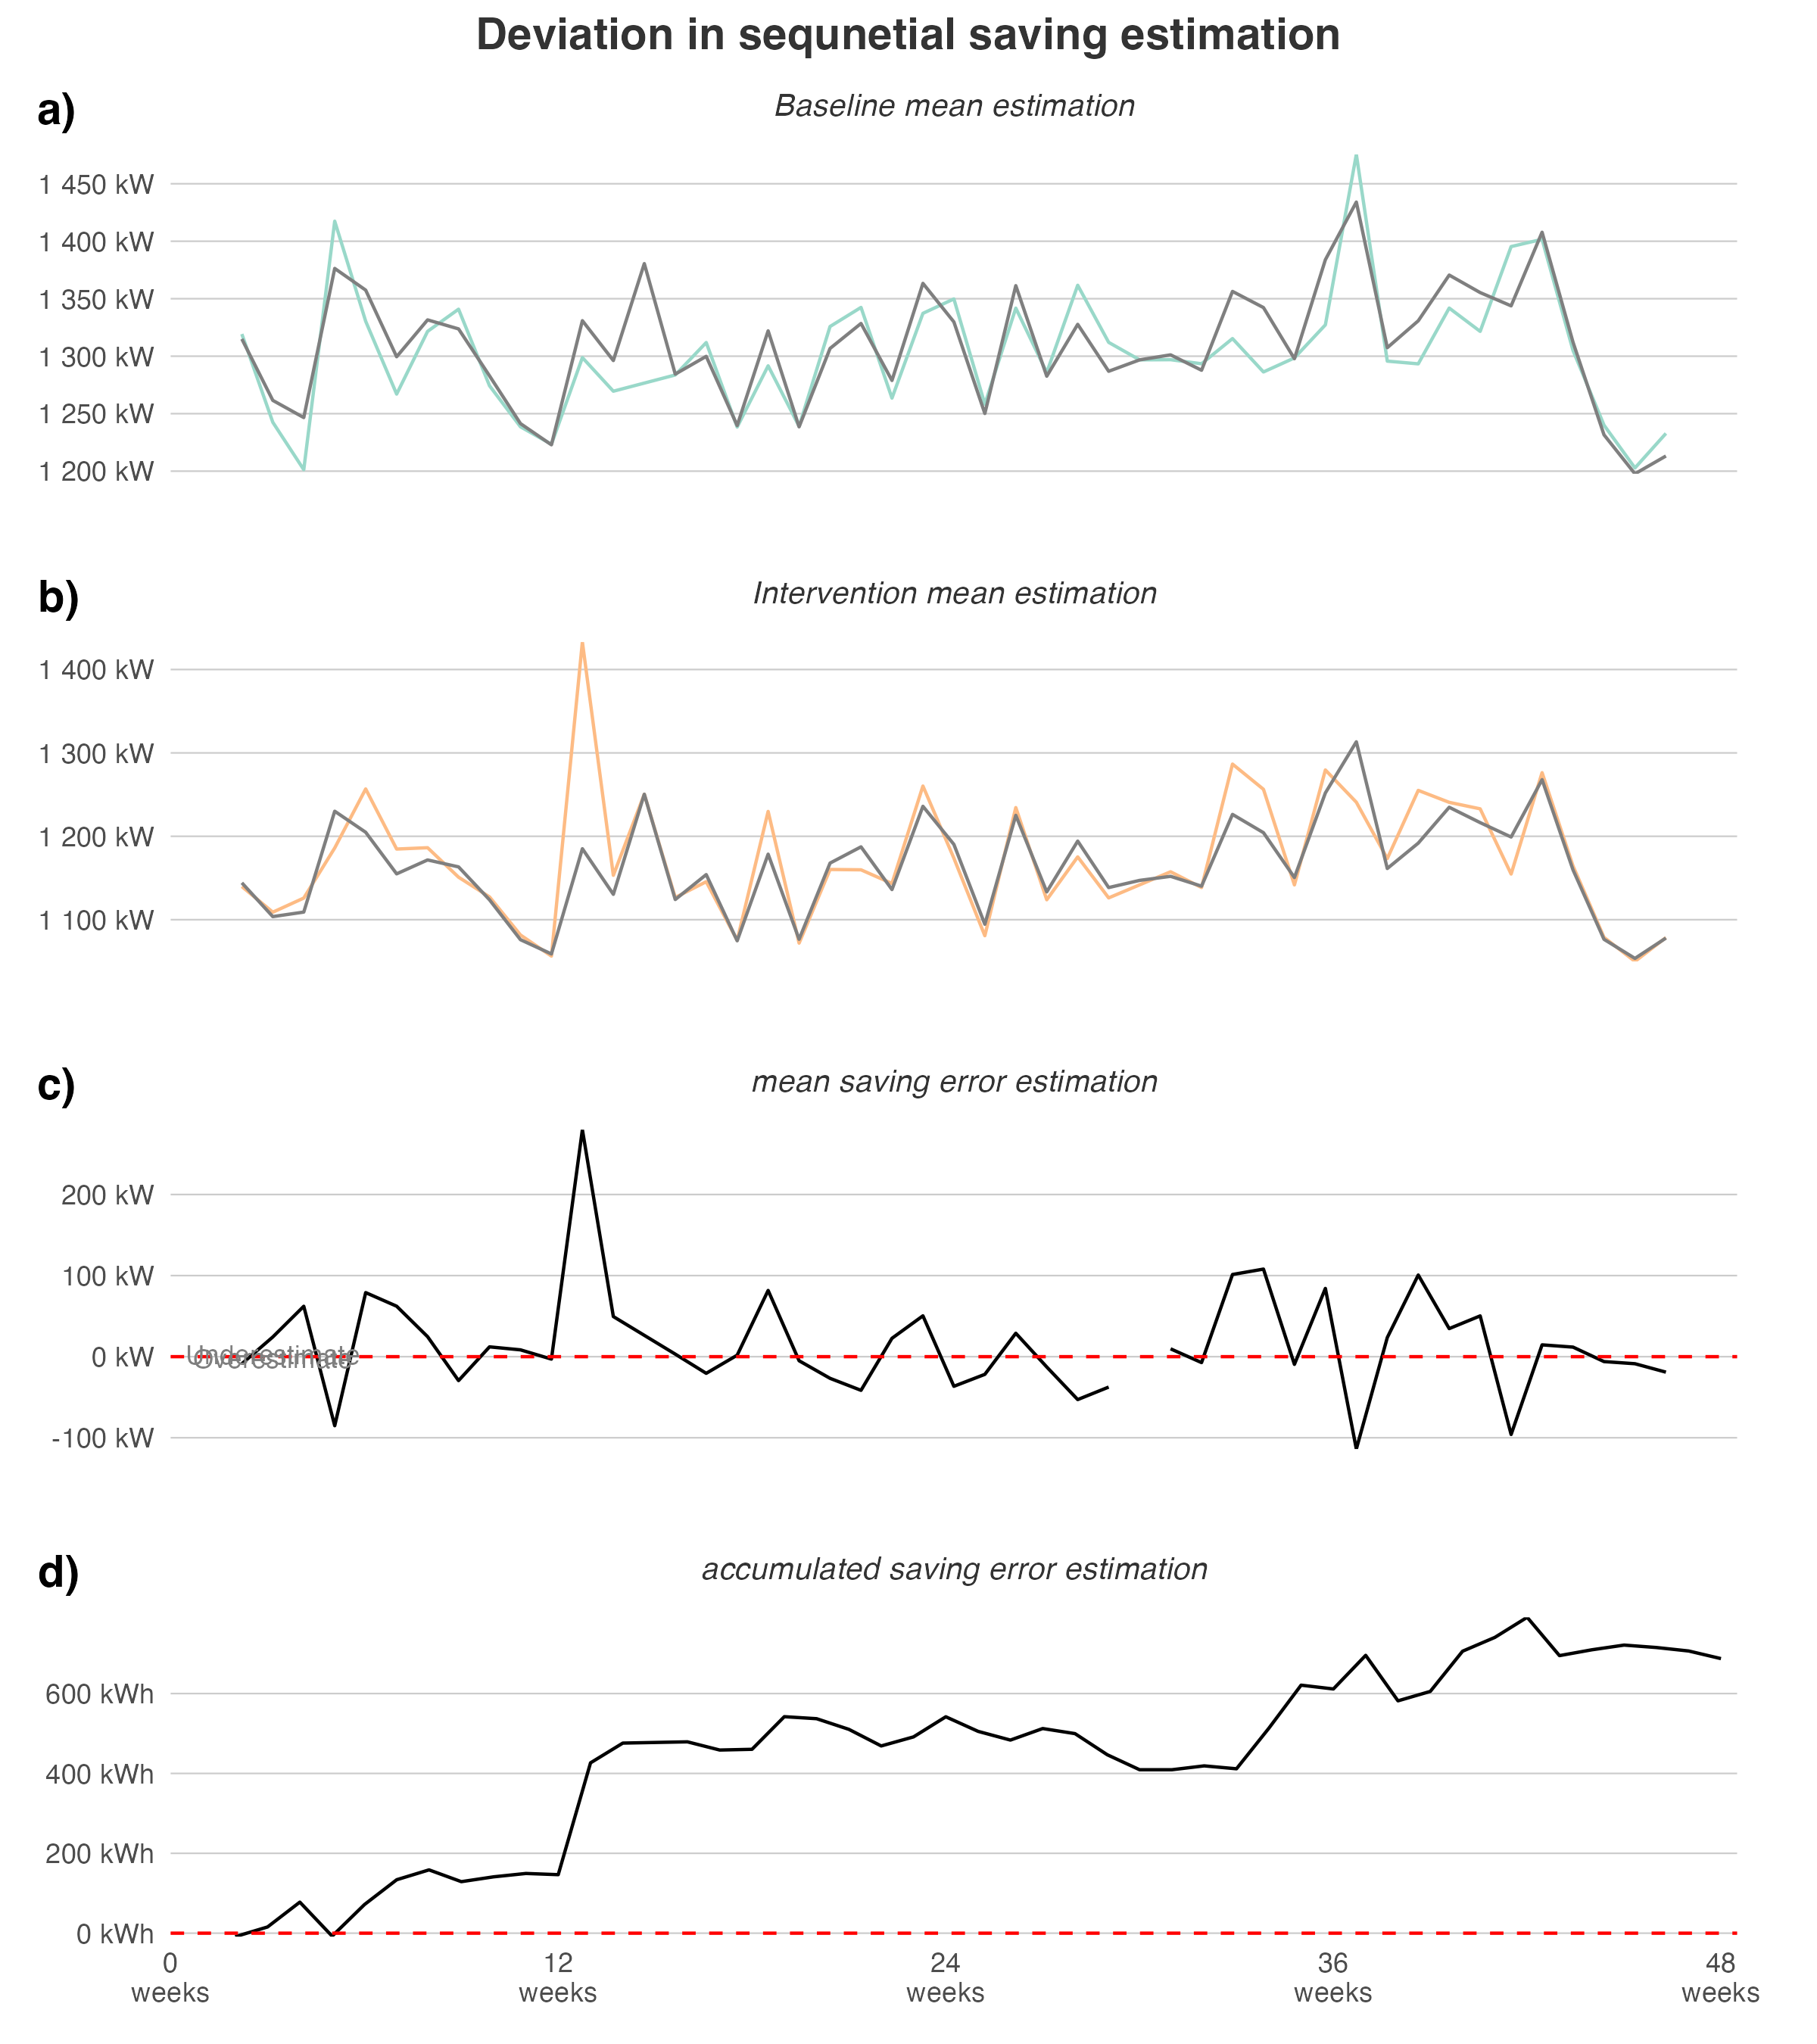 Deviation in sequnetial saving estimation
a)
Baseline mean estimation
1 450 kW
1 400 kW
1 350 kW
1 300 kW
1 250 kW
1 200 kW
b)
Intervention mean estimation
1 400 kW
1 300 kW
1 200 kW
1 100 kW
c)
mean saving error estimation
200 kW
100 kW
0 kW
Underestimate
Overestimate
-100 kW
d)
accumulated saving error estimation
600 kWh
400 kWh
200 kWh
0 kWh
0 12 24 36 48
weeks weeks weeks weeks weeks